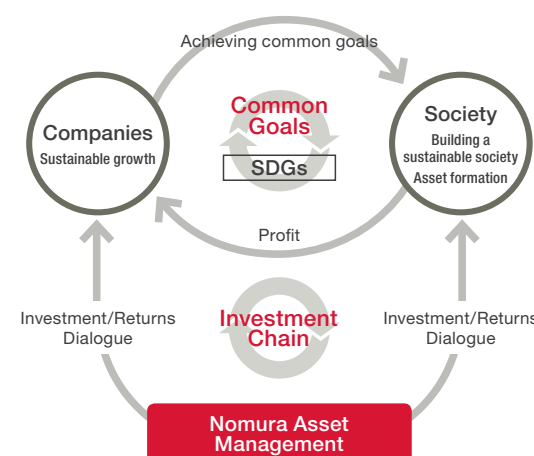 Achieving common goals
Common
Goals
SDGs
Companies
Sustainable growth
Society
Building a
sustainable society
Asset formation
Profit
Investment/Returns
Dialogue
Investment
Chain
Investment/Returns
Dialogue
Nomura Asset
Management